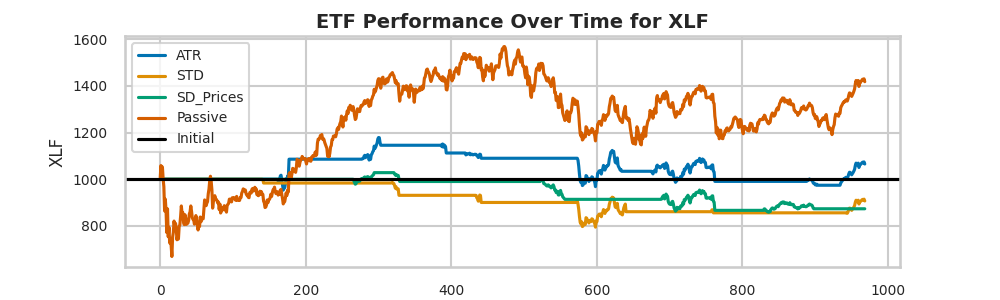 ETF Performance Over Time for XLF
XLF
1600
1400
1200
1000
800
ATR
STD
SD_Prices
Passive
Initial
0 200 400 600 800 1000